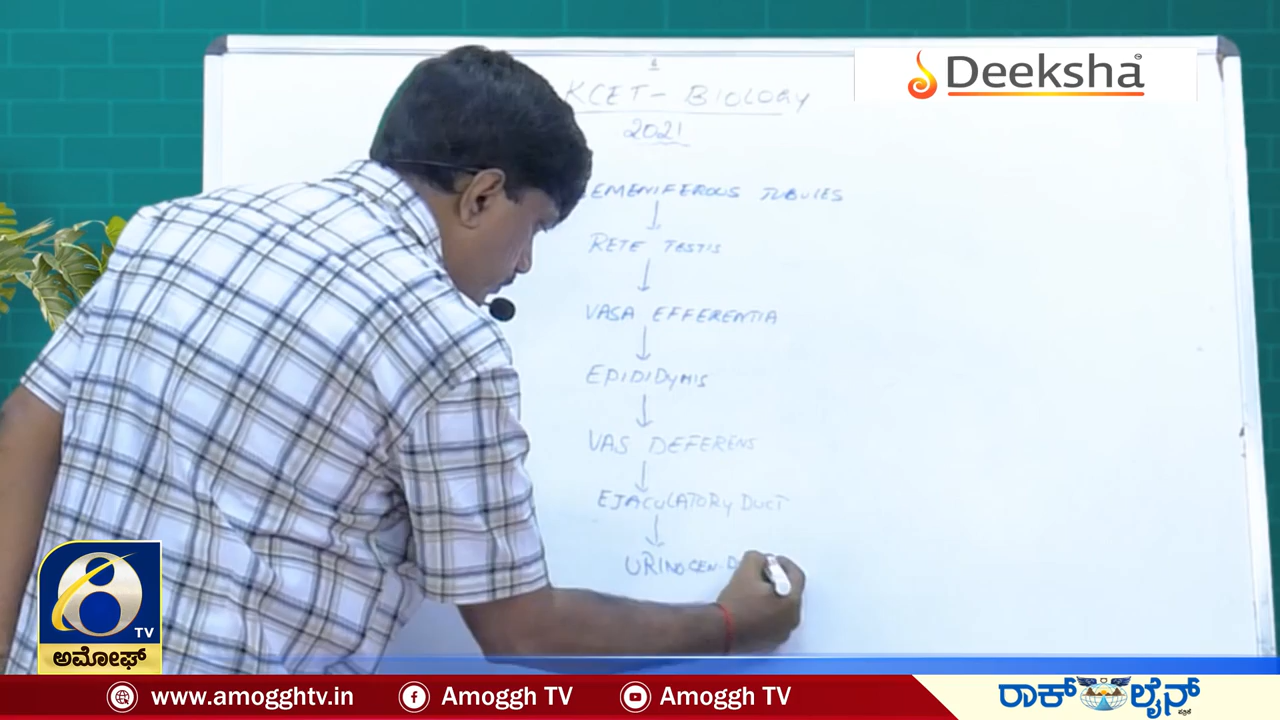 Deeksha
KCET - BIOLOGY
2021
EMENIFEROUS TUBULES
RETE TESTIS
VASA EFFERENTIA
EPIDIDYMIS
VAS DEFERENS
EJACULATORY DUCT
URINOGEN. D
8
TV
ಅಮೋಘ್
www.amogghtv.in
Amoggh TV
Amoggh TV
ರಾಕ್ ಲೈನ್